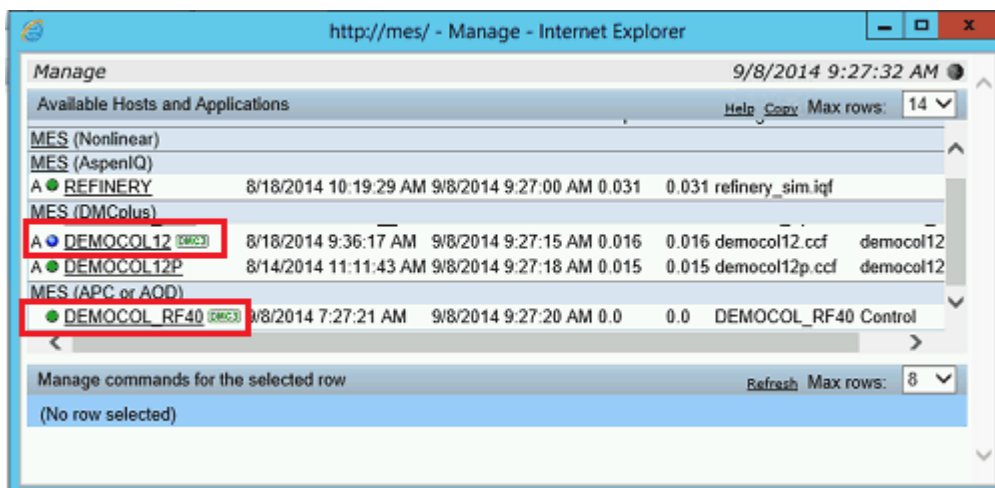 http://mes/ - Manage - Internet Explorer
Manage 9/8/2014 9:27:32 AM
Available Hosts and Applications Help Copy Max rows: 14
MES (Nonlinear)
MES (AspenIQ)
A REFINERY 8/18/2014 10:19:29 AM 9/8/2014 9:27:00 AM 0.031 0.031 refinery_sim.iqf
MES (DMCplus)
A DEMOCOL12 DMC3 8/18/2014 9:36:17 AM 9/8/2014 9:27:15 AM 0.016 0.016 democol12.ccf democol12
A DEMOCOL12P 8/14/2014 11:11:43 AM 9/8/2014 9:27:18 AM 0.015 0.015 democol12p.ccf democol12
MES (APC or AOD)
DEMOCOL_RF40 DMC3 9/8/2014 7:27:21 AM 9/8/2014 9:27:20 AM 0.0 0.0 DEMOCOL_RF40 Control
Manage commands for the selected row Refresh Max rows: 8
(No row selected)